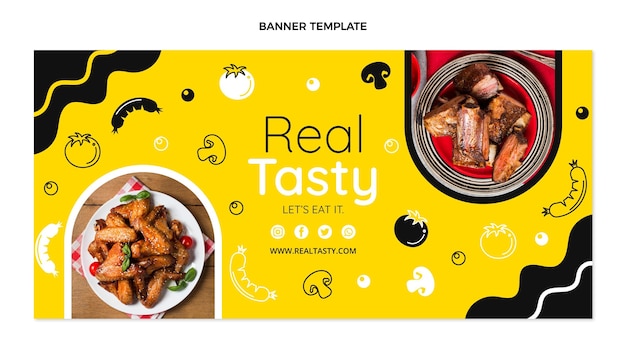 BANNER TEMPLATE
Real
Tasty
LET'S EAT IT.
WWW.REALTASTY.COM